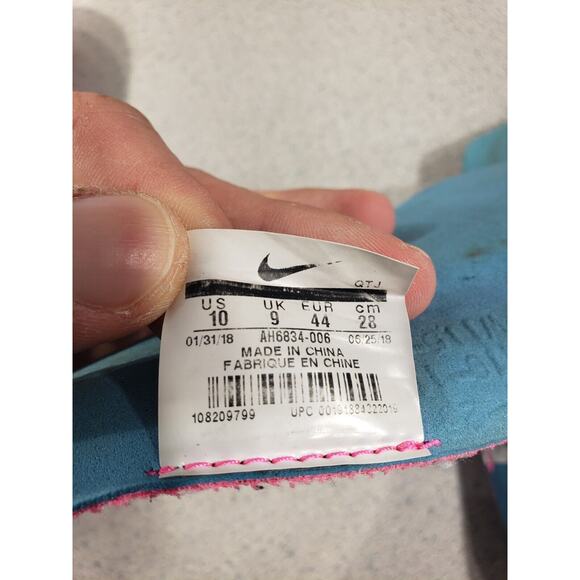 QTJ
US UK EUR cm
10 9 44 28
01/31/18 AH6834-006 06/25/18
MADE IN CHINA
FABRIQUE EN CHINE
108209799 UPC 00191884322019